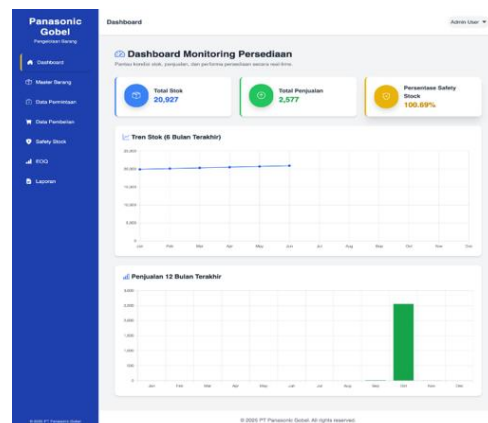 Panasonic
Gobel
Pengelolaan Barang
Dashboard
Master Barang
Data Permintaan
Data Pembelian
Safety Stock
EOQ
Laporan
Dashboard
Admin User
Dashboard Monitoring Persediaan
Pantau kondisi stok, penjualan, dan performa persediaan secara real-time.
Total Stok
20,927
Total Penjualan
2,577
Persentase Safety
Stock
100.69%
Tren Stok (6 Bulan Terakhir)
25,000
20,000
15,000
10,000
5,000
0
Jan Feb Mar Apr May Jun Jul Aug Sep Oct Nov Dec
Penjualan 12 Bulan Terakhir
3,000
2,500
2,000
1,500
1,000
500
0
Jan Feb Mar Apr May Jun Jul Aug Sep Oct Nov Dec
© 2025 PT Panasonic Gobel
© 2025 PT Panasonic Gobel. All rights reserved.